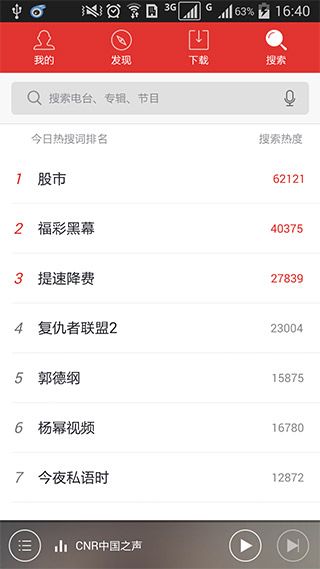 3G G 63% 16:40
我的 发现 下载 搜索
搜索电台、专辑、节目
今日热搜词排名 搜索热度
1 股市 62121
2 福彩黑幕 40375
3 提速降费 27839
4 复仇者联盟2 23004
5 郭德纲 15875
6 杨幂视频 16780
7 今夜私语时 12872
CNR中国之声